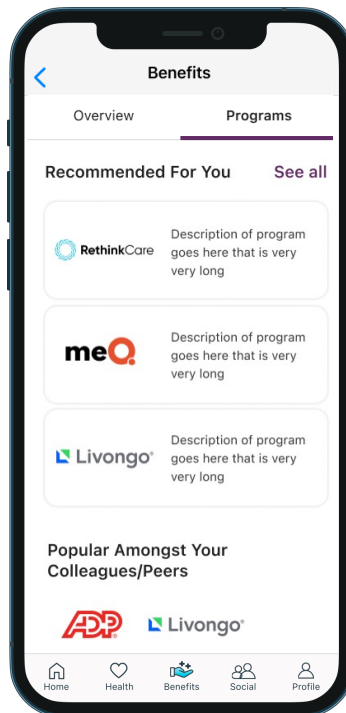 Benefits
Overview
Programs
Recommended For You
See all
RethinkCare
Description of program
goes here that is very
very long
meQ
Description of program
goes here that is very
very long
Livongo®
Description of program
goes here that is very
very long
Popular Amongst Your
Colleagues/Peers
ADP
Livongo®
Home
Health
Benefits
Social
Profile